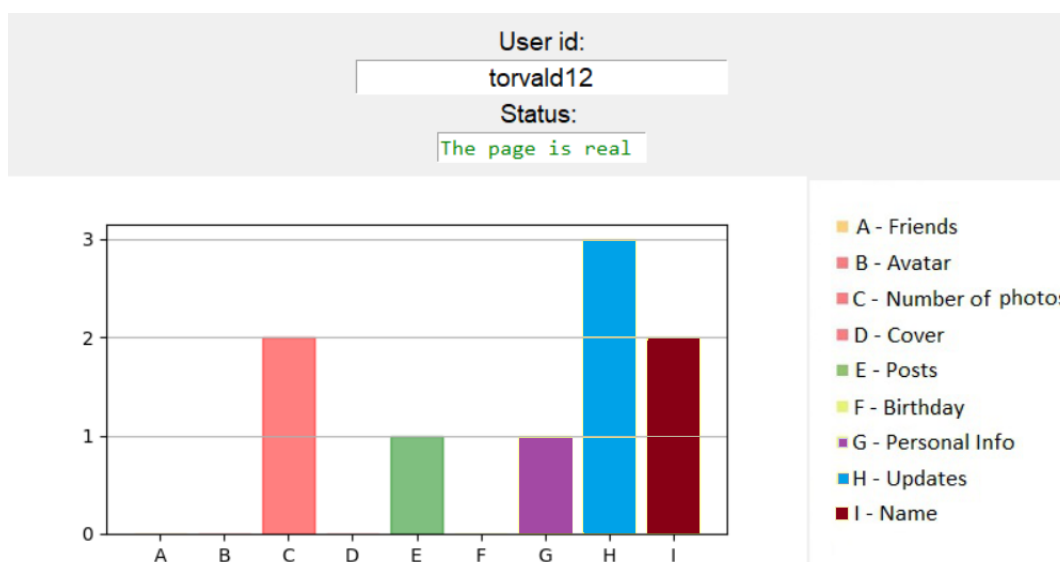 User id:
torvald12
Status:
The page is real
3
2
1
0
A B C D E F G H I
A - Friends
B - Avatar
C - Number of photos
D - Cover
E - Posts
F - Birthday
G - Personal Info
H - Updates
I - Name